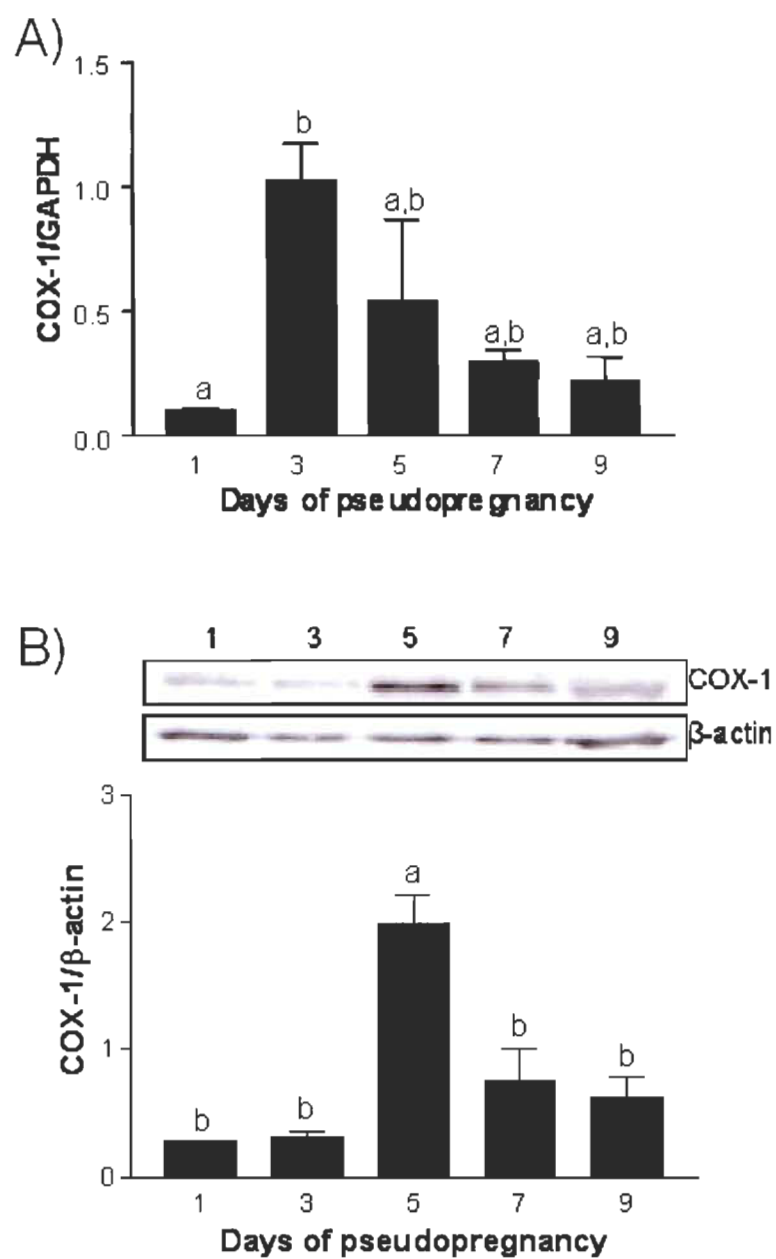 A)
1.5
1.0
0.5
0.0
COX-1/GAPDH
a
b
a,b
a,b
a,b
1 3 5 7 9
Days of pseudopregnancy
B)
1 3 5 7 9
COX-1
β-actin
3
2
1
0
COX-1/β-actin
b
b
a
b
b
1 3 5 7 9
Days of pseudopregnancy